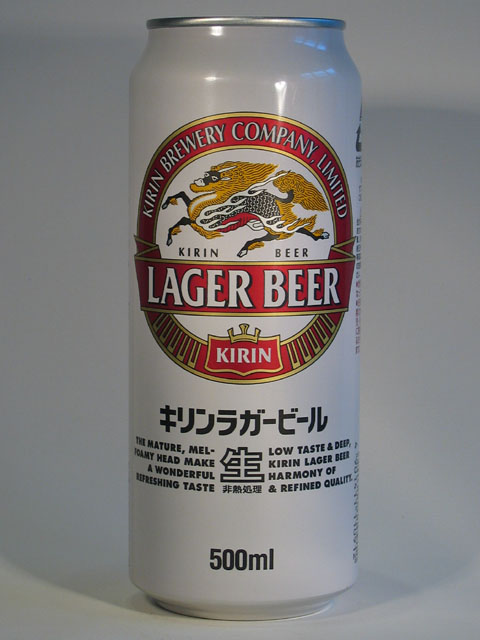 KIRIN BREWERY COMPANY, LIMITED
KIRIN BEER
LAGER BEER
KIRIN
キリンラガービール
THE MATURE, MEL- LOW TASTE & DEEP,
FOAMY HEAD MAKE KIRIN LAGER BEER
A WONDERFUL HARMONY OF
REFRESHING TASTE & REFINED QUALITY.
生
非熱処理
500ml